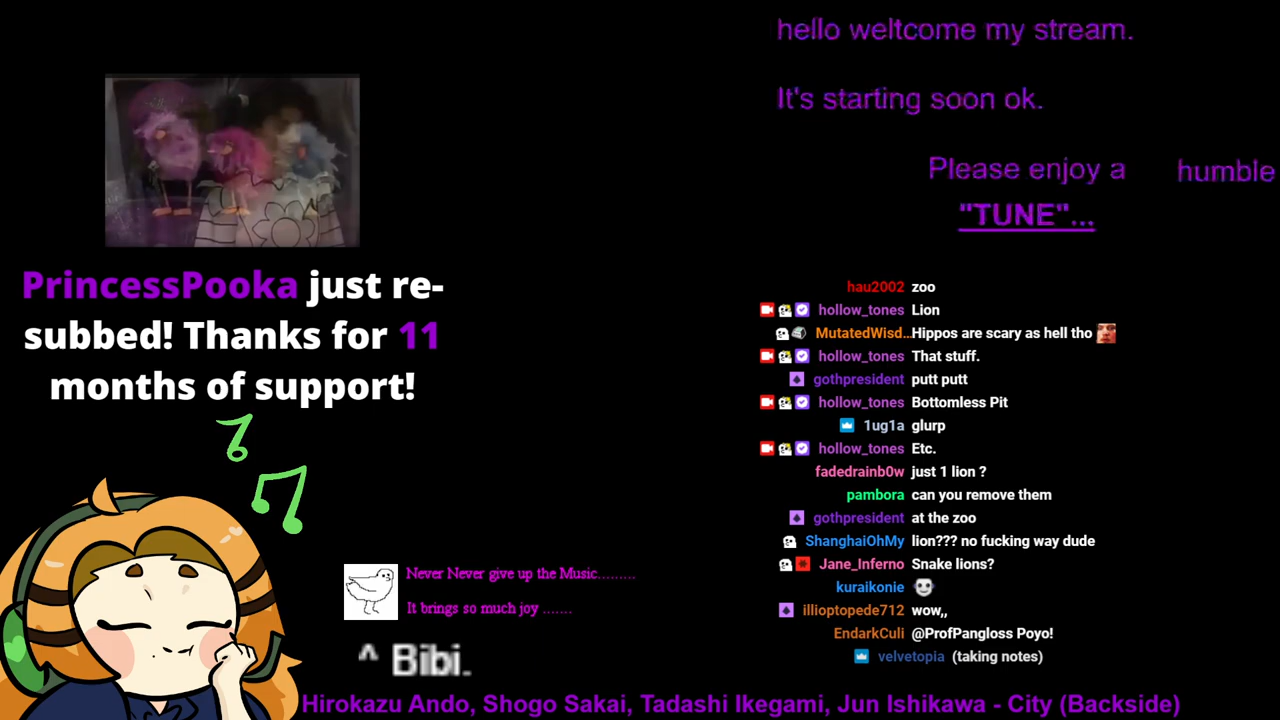 hello weltcome my stream.
It's starting soon ok.
Please enjoy a humble
"TUNE"...
PrincessPooka just re-
subbed! Thanks for 11
months of support!
hau2002 zoo
hollow_tones Lion
MutatedWisd... Hippos are scary as hell tho
hollow_tones That stuff.
gothpresident putt putt
hollow_tones Bottomless Pit
1ug1a glurp
hollow_tones Etc.
fadedrainb0w just 1 lion ?
pambora can you remove them
gothpresident at the zoo
ShanghaiOhMy lion??? no fucking way dude
Jane_Inferno Snake lions?
kuraikonie
illioptopede712 wow,,
EndarkCuli @ProfPangloss Poyo!
velvetopia (taking notes)
Never Never give up the Music.........
It brings so much joy .......
^ Bibi.
Hirokazu Ando, Shogo Sakai, Tadashi Ikegami, Jun Ishikawa - City (Backside)